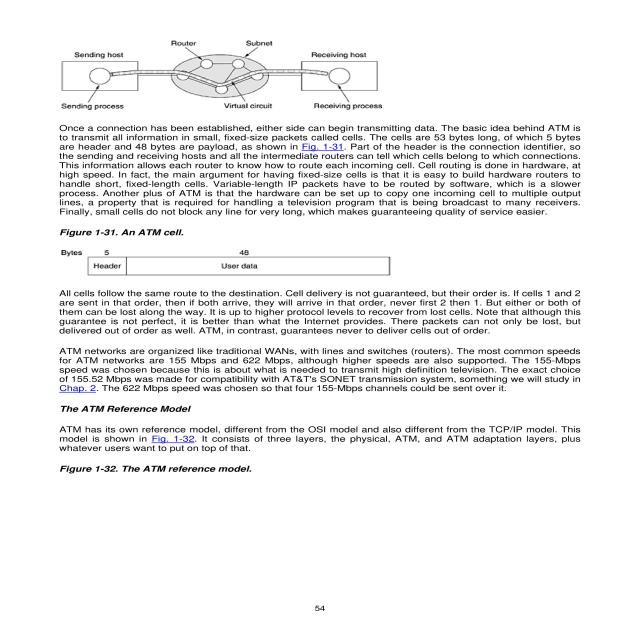 Router Subnet
Sending host Receiving host
Sending process Virtual circuit Receiving process
Once a connection has been established, either side can begin transmitting data. The basic idea behind ATM is
to transmit all information in small, fixed-size packets called cells. The cells are 53 bytes long, of which 5 bytes
are header and 48 bytes are payload, as shown in Fig. 1-31. Part of the header is the connection identifier, so
the sending and receiving hosts and all the intermediate routers can tell which cells belong to which connections.
This information allows each router to know how to route each incoming cell. Cell routing is done in hardware, at
high speed. In fact, the main argument for having fixed-size cells is that it is easy to build hardware routers to
handle short, fixed-length cells. Variable-length IP packets have to be routed by software, which is a slower
process. Another plus of ATM is that the hardware can be set up to copy one incoming cell to multiple output
lines, a property that is required for handling a television program that is being broadcast to many receivers.
Finally, small cells do not block any line for very long, which makes guaranteeing quality of service easier.
Figure 1-31. An ATM cell.
Bytes 5 48
Header User data
All cells follow the same route to the destination. Cell delivery is not guaranteed, but their order is. If cells 1 and 2
are sent in that order, then if both arrive, they will arrive in that order, never first 2 then 1. But either or both of
them can be lost along the way. It is up to higher protocol levels to recover from lost cells. Note that although this
guarantee is not perfect, it is better than what the Internet provides. There packets can not only be lost, but
delivered out of order as well. ATM, in contrast, guarantees never to deliver cells out of order.
ATM networks are organized like traditional WANs, with lines and switches (routers). The most common speeds
for ATM networks are 155 Mbps and 622 Mbps, although higher speeds are also supported. The 155-Mbps
speed was chosen because this is about what is needed to transmit high definition television. The exact choice
of 155.52 Mbps was made for compatibility with AT&T's SONET transmission system, something we will study in
Chap. 2. The 622 Mbps speed was chosen so that four 155-Mbps channels could be sent over it.
The ATM Reference Model
ATM has its own reference model, different from the OSI model and also different from the TCP/IP model. This
model is shown in Fig. 1-32. It consists of three layers, the physical, ATM, and ATM adaptation layers, plus
whatever users want to put on top of that.
Figure 1-32. The ATM reference model.
54